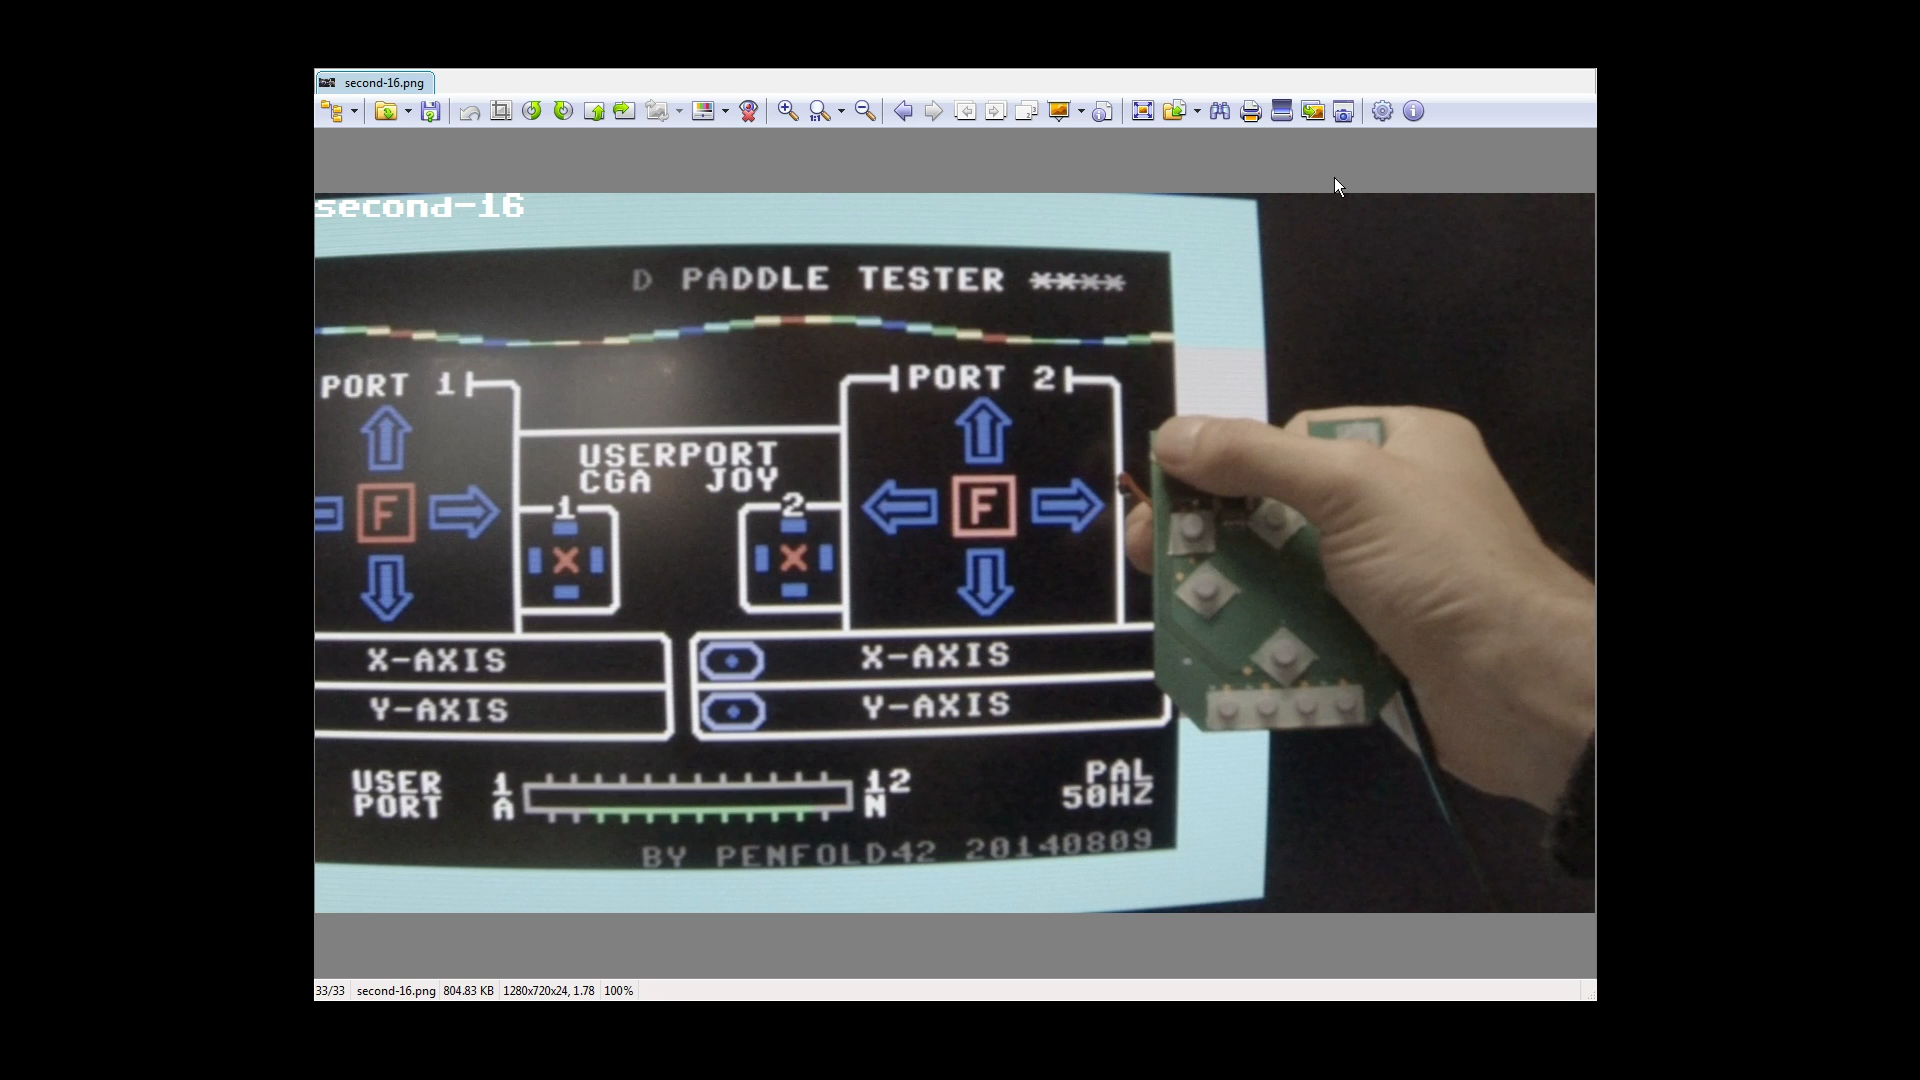 second-16.png
second-16
D PADDLE TESTER ****
PORT 1
PORT 2
USERPORT
CGA JOY
1
2
F
F
X
X
X-AXIS
X-AXIS
Y-AXIS
Y-AXIS
USER
PORT
1
A
12
N
PAL
50HZ
BY PENFOLD42 20140809
33/33 second-16.png 804.83 KB 1280x720x24, 1.78 100%